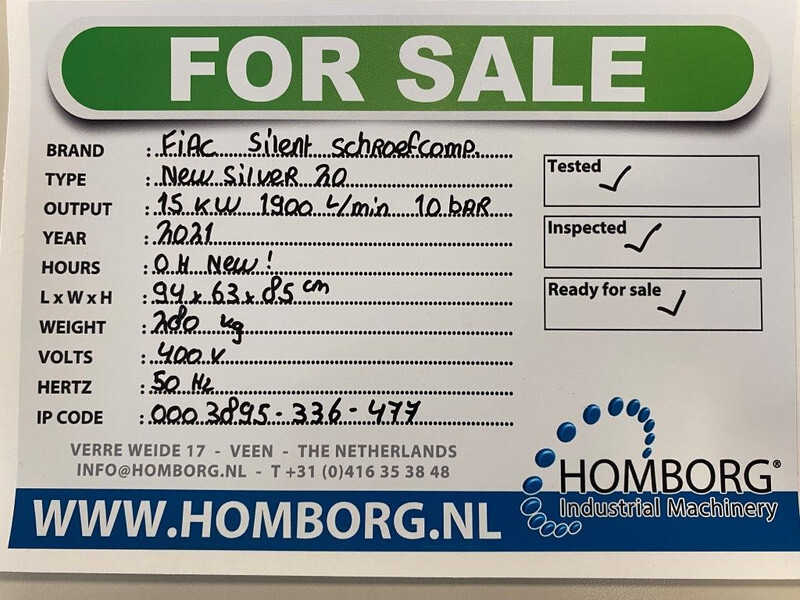 FOR SALE
BRAND : FiAC Silent Schroefcomp.
TYPE : New Silver 20
OUTPUT : 15 KW 1900 L/min 10 bAR
YEAR : 2021
HOURS : 0 H New!
L x W x H : 94 x 63 x 85 cm
WEIGHT : 280 kg
VOLTS : 400 V
HERTZ : 50 Hz
IP CODE : 000 3895-336-477
Tested ✓
Inspected ✓
Ready for sale ✓
VERRE WEIDE 17 - VEEN - THE NETHERLANDS
INFO@HOMBORG.NL - T +31 (0)416 35 38 48
WWW.HOMBORG.NL
HOMBORG®
Industrial Machinery